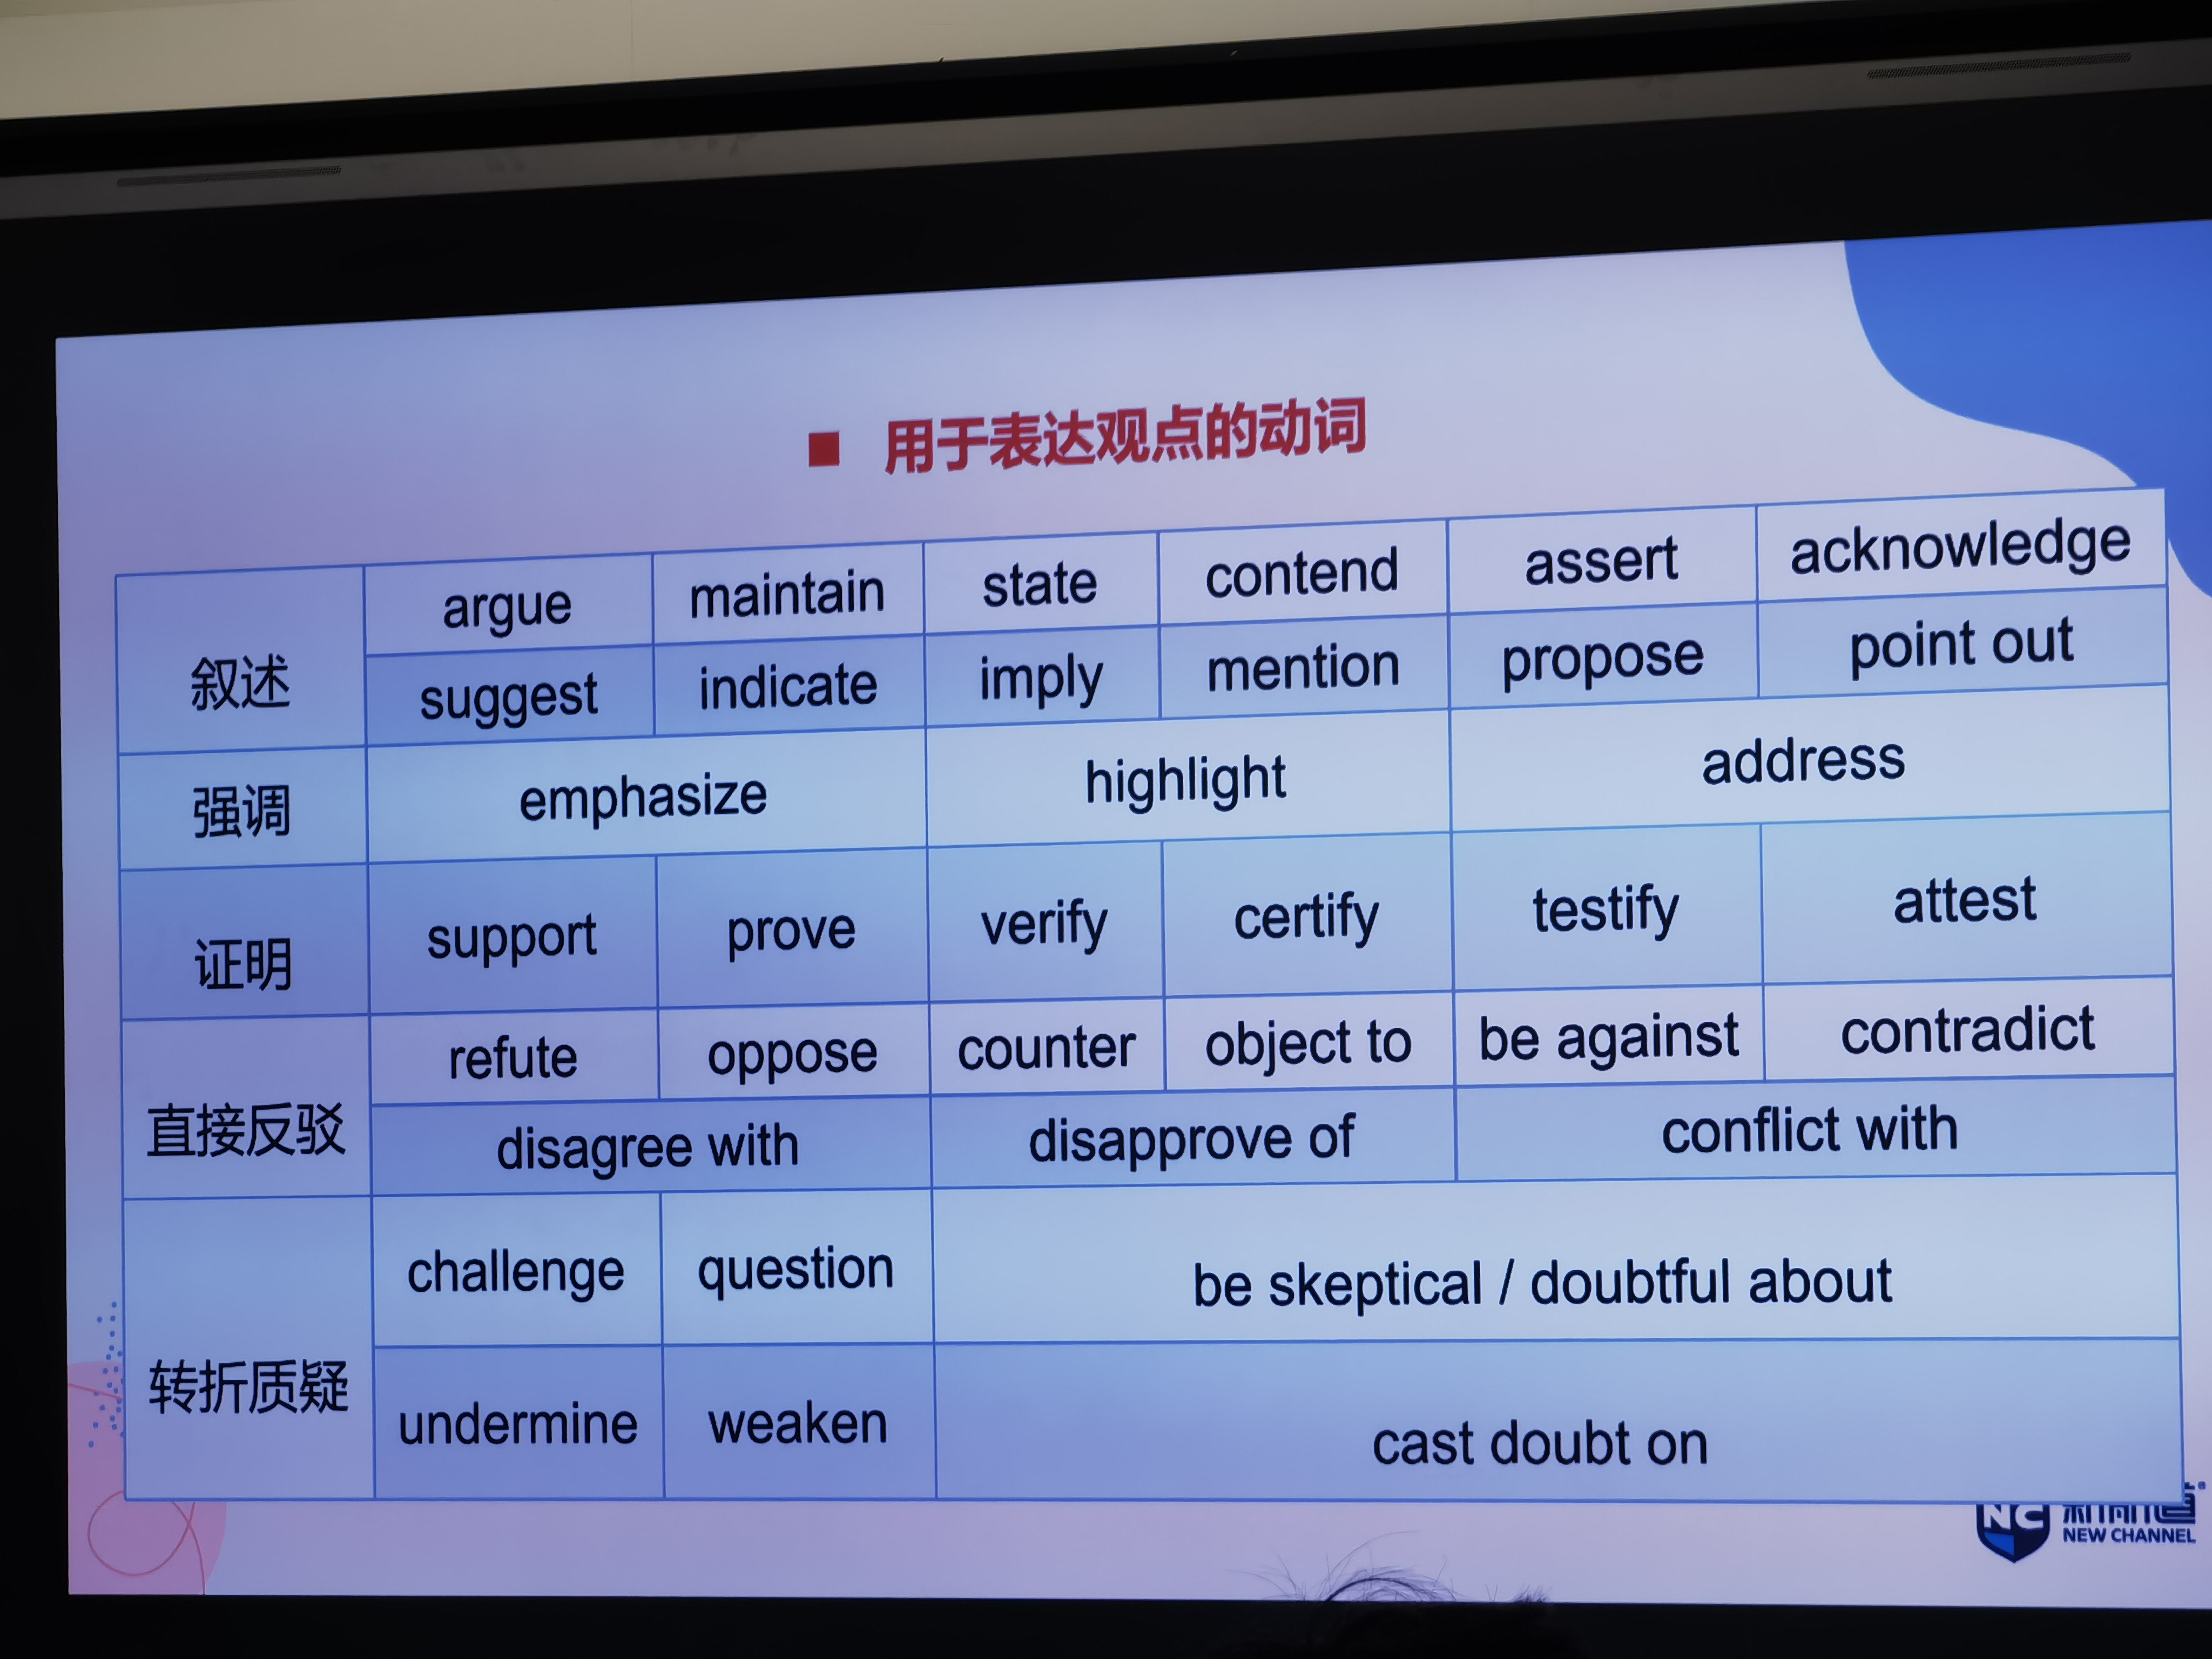 ■ 用于表达观点的动词
叙述
argue maintain state contend assert acknowledge
suggest indicate imply mention propose point out
强调
emphasize highlight address
证明
support prove verify certify testify attest
直接反驳
refute oppose counter object to be against contradict
disagree with disapprove of conflict with
转折质疑
challenge question be skeptical / doubtful about
undermine weaken cast doubt on
NC
NEW CHANNEL